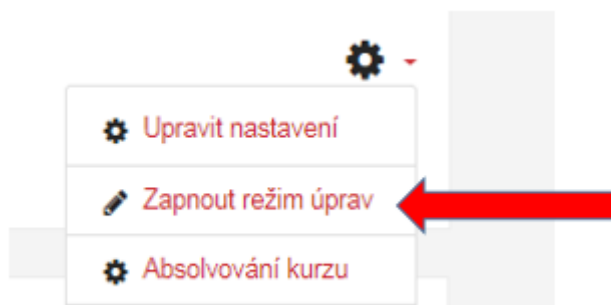 Upravit nastavení
Zapnout režim úprav
Absolvování kurzu